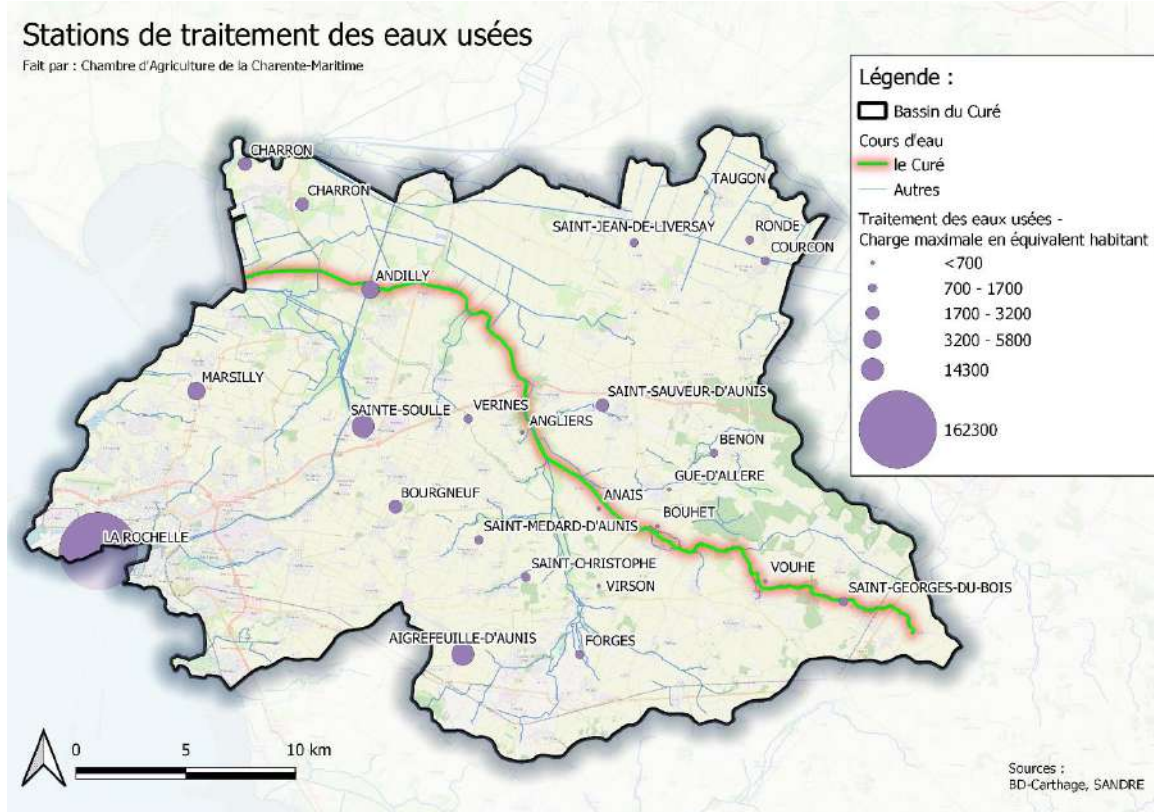 Stations de traitement des eaux usées
Fait par : Chambre d'Agriculture de la Charente-Maritime
Légende :
Bassin du Curé
Cours d'eau
le Curé
Autres
Traitement des eaux usées -
Charge maximale en équivalent habitant
<700
700 - 1700
1700 - 3200
3200 - 5800
14300
162300
CHARRON
CHARRON
TAUGON
SAINT-JEAN-DE-LIVERSAY
RONDE
COURCON
ANDILLY
MARSILLY
SAINTE-SOULLE
VERINES
SAINT-SAUVEUR-D'AUNIS
ANGLIERS
BENON
GUE-D'ALLERE
BOURGNEUF
ANAIS
BOUHET
SAINT-MEDARD-D'AUNIS
LA ROCHELLE
SAINT-CHRISTOPHE
VOUHE
VIRSON
SAINT-GEORGES-DU-BOIS
AIGREFEUILLE-D'AUNIS
FORGES
0 5 10 km
Sources :
BD-Carthage, SANDRE